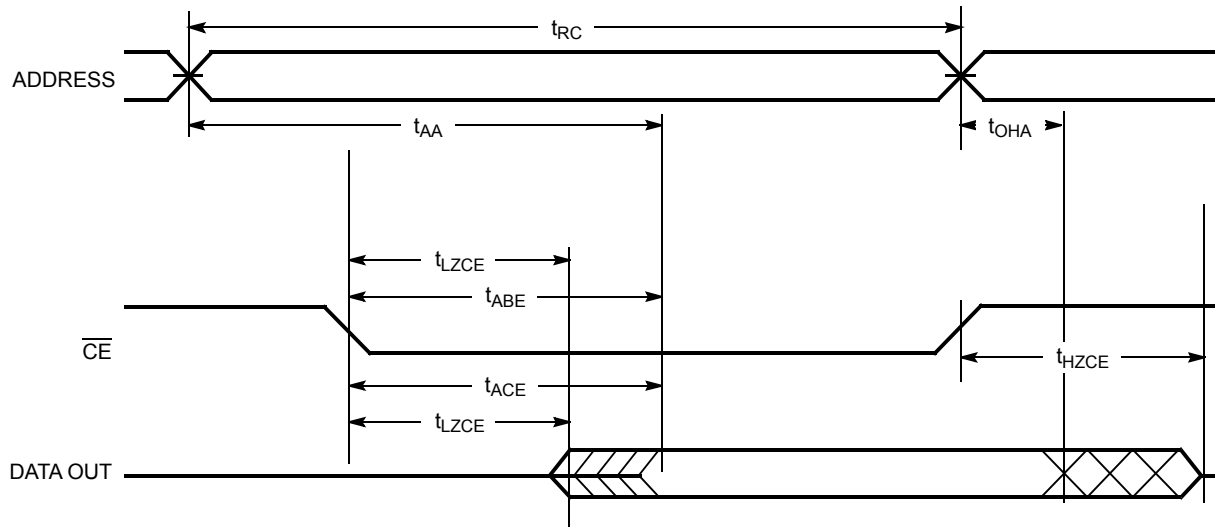 tRC
ADDRESS
tAA
tOHA
tLZCE
tABE
CE
tHZCE
tACE
tLZCE
DATA OUT